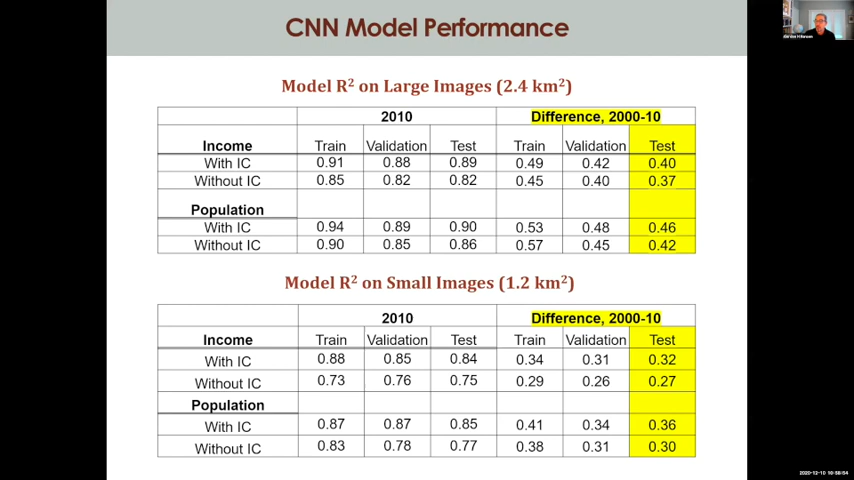 CNN Model Performance
Model R² on Large Images (2.4 km²)
2010 Difference, 2000-10
Income Train Validation Test Train Validation Test
With IC 0.91 0.88 0.89 0.49 0.42 0.40
Without IC 0.85 0.82 0.82 0.45 0.40 0.37
Population
With IC 0.94 0.89 0.90 0.53 0.48 0.46
Without IC 0.90 0.85 0.86 0.57 0.45 0.42
Model R² on Small Images (1.2 km²)
2010 Difference, 2000-10
Income Train Validation Test Train Validation Test
With IC 0.88 0.85 0.84 0.34 0.31 0.32
Without IC 0.73 0.76 0.75 0.29 0.26 0.27
Population
With IC 0.87 0.87 0.85 0.41 0.34 0.36
Without IC 0.83 0.78 0.77 0.38 0.31 0.30